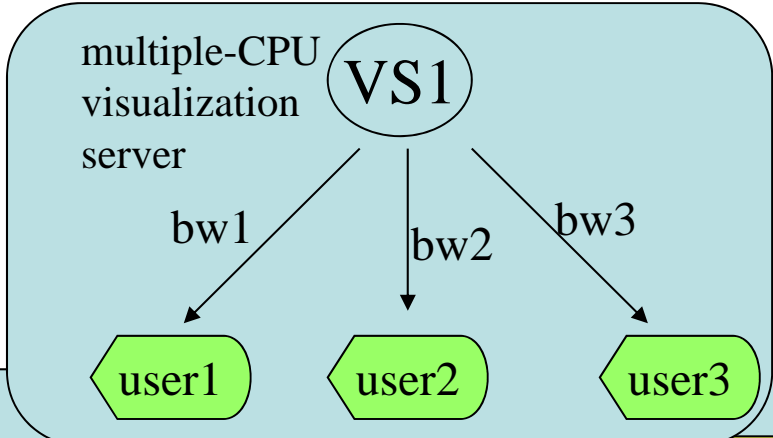 multiple-CPU
visualization
server
VS1
bw1
bw2
bw3
user1
user2
user3